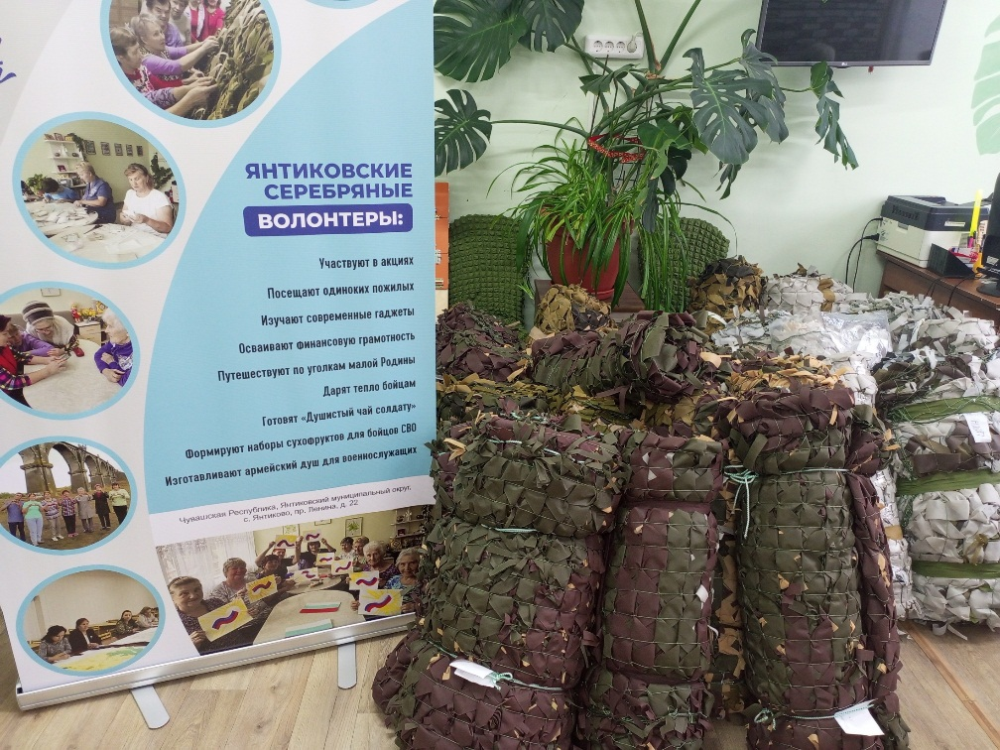 ЯНТИКОВСКИЕ
СЕРЕБРЯНЫЕ
ВОЛОНТЕРЫ:
Участвуют в акциях
Посещают одиноких пожилых
Изучают современные гаджеты
Осваивают финансовую грамотность
Путешествуют по уголкам малой Родины
Дарят тепло бойцам
Готовят «Душистый чай солдату»
Формируют наборы сухофруктов для бойцов СВО
Изготавливают армейский душ для военнослужащих
Чувашская Республика, Янтиковский муниципальный округ,
с. Янтиково, пр. Ленина, д. 22